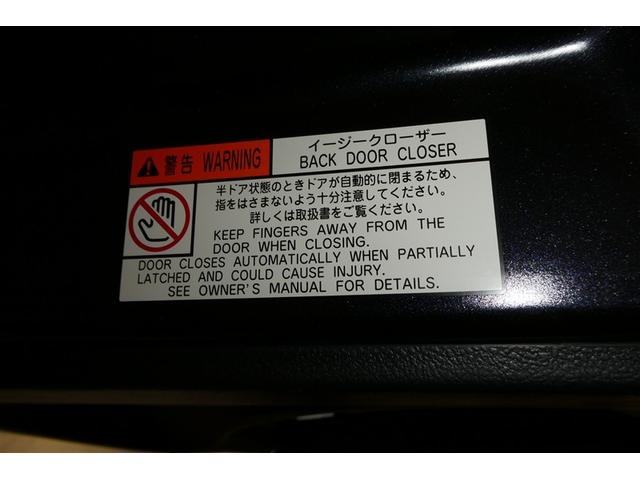 警告 WARNING
イージークローザー
BACK DOOR CLOSER
半ドア状態のときドアが自動的に閉まるため、
指をはさまないよう十分注意してください。
詳しくは取扱書をご覧ください。
KEEP FINGERS AWAY FROM THE
DOOR WHEN CLOSING.
DOOR CLOSES AUTOMATICALLY WHEN PARTIALLY
LATCHED AND COULD CAUSE INJURY.
SEE OWNER'S MANUAL FOR DETAILS.